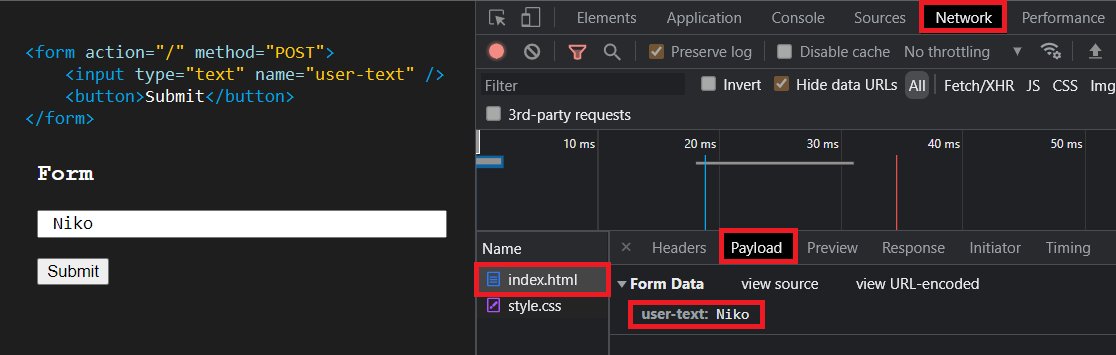 <form action="/" method="POST">
<input type="text" name="user-text" />
<button>Submit</button>
</form>
Form
Niko
Submit
Elements Application Console Sources Network Performance
Preserve log Disable cache No throttling
Filter Invert Hide data URLs All Fetch/XHR JS CSS Img
3rd-party requests
10 ms 20 ms 30 ms 40 ms 50 ms
Name × Headers Payload Preview Response Initiator Timing
index.html Form Data view source view URL-encoded
style.css user-text: Niko